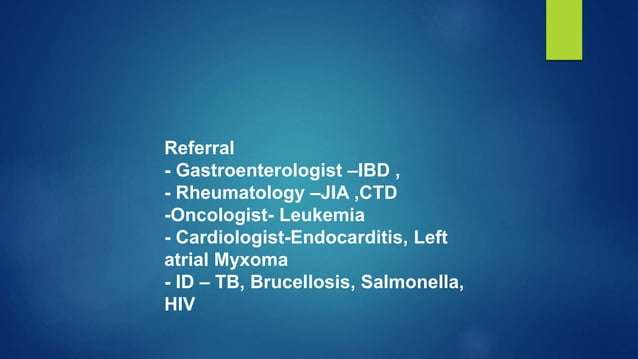 Referral
- Gastroenterologist –IBD ,
- Rheumatology –JIA ,CTD
-Oncologist- Leukemia
- Cardiologist-Endocarditis, Left
atrial Myxoma
- ID – TB, Brucellosis, Salmonella,
HIV